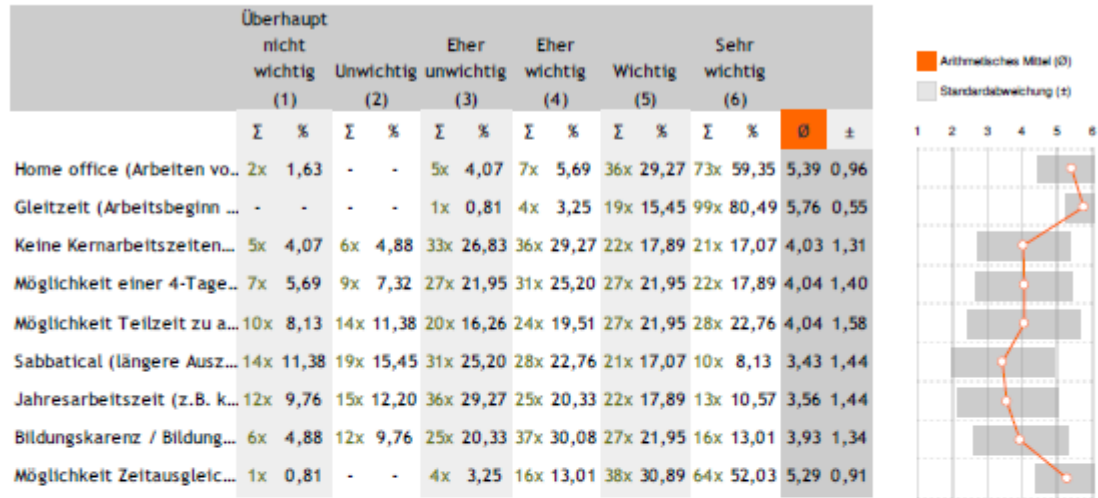 Überhaupt
nicht Eher Eher Sehr
wichtig Unwichtig unwichtig wichtig Wichtig wichtig
(1) (2) (3) (4) (5) (6)
Σ % Σ % Σ % Σ % Σ % Σ % Ø ±
Home office (Arbeiten vo... 2x 1,63 - - 5x 4,07 7x 5,69 36x 29,27 73x 59,35 5,39 0,96
Gleitzeit (Arbeitsbeginn ... - - - - 1x 0,81 4x 3,25 19x 15,45 99x 80,49 5,76 0,55
Keine Kernarbeitszeiten... 5x 4,07 6x 4,88 33x 26,83 36x 29,27 22x 17,89 21x 17,07 4,03 1,31
Möglichkeit einer 4-Tage... 7x 5,69 9x 7,32 27x 21,95 31x 25,20 27x 21,95 22x 17,89 4,04 1,40
Möglichkeit Teilzeit zu a... 10x 8,13 14x 11,38 20x 16,26 24x 19,51 27x 21,95 28x 22,76 4,04 1,58
Sabbatical (längere Ausz... 14x 11,38 19x 15,45 31x 25,20 28x 22,76 21x 17,07 10x 8,13 3,43 1,44
Jahresarbeitszeit (z.B. k... 12x 9,76 15x 12,20 36x 29,27 25x 20,33 22x 17,89 13x 10,57 3,56 1,44
Bildungskarenz / Bildung... 6x 4,88 12x 9,76 25x 20,33 37x 30,08 27x 21,95 16x 13,01 3,93 1,34
Möglichkeit Zeitausgleic... 1x 0,81 - - 4x 3,25 16x 13,01 38x 30,89 64x 52,03 5,29 0,91
Arithmetisches Mittel (Ø)
Standardabweichung (±)
1 2 3 4 5 6